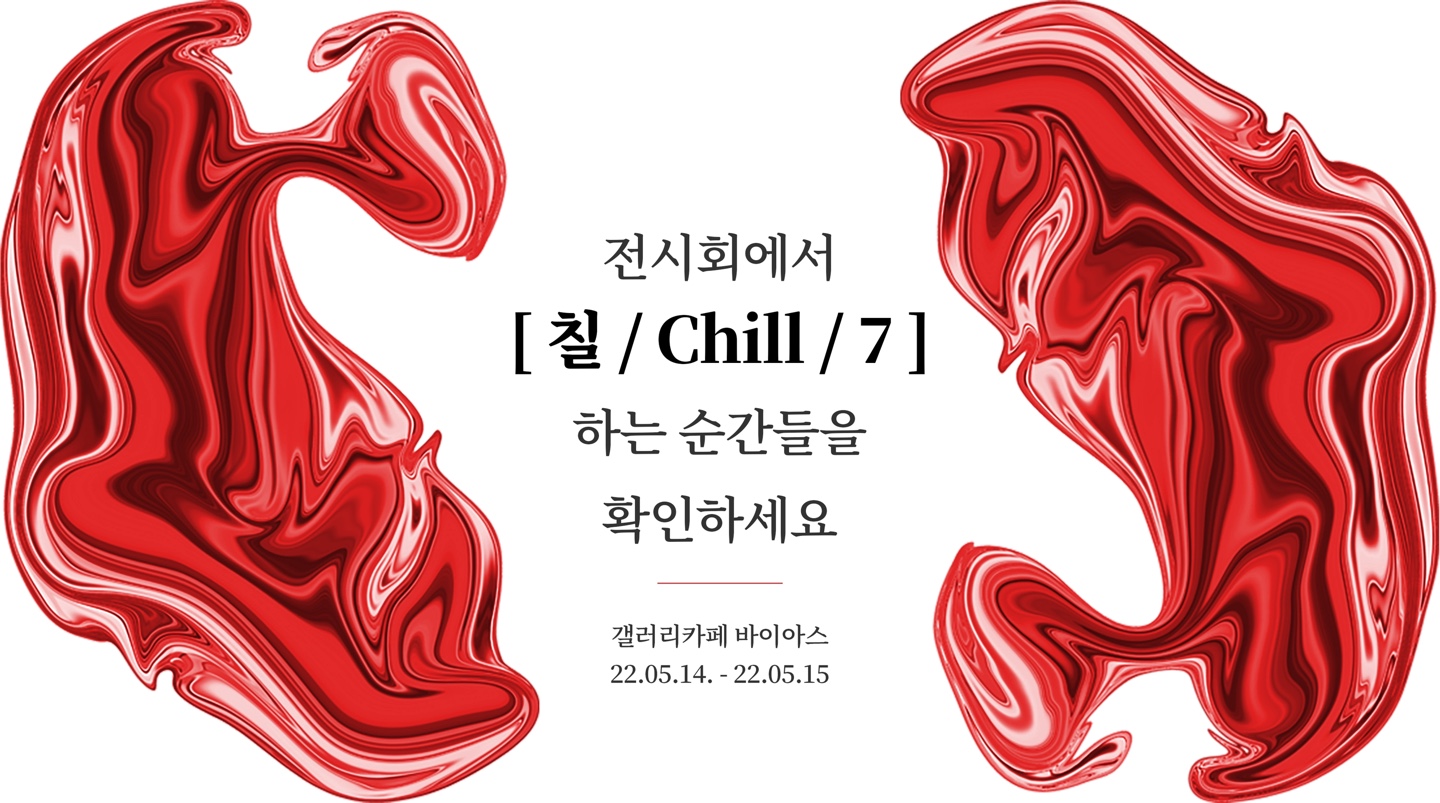 전시회에서
[ 칠 / Chill / 7 ]
하는 순간들을
확인하세요
갤러리카페 바이아스
22.05.14. - 22.05.15